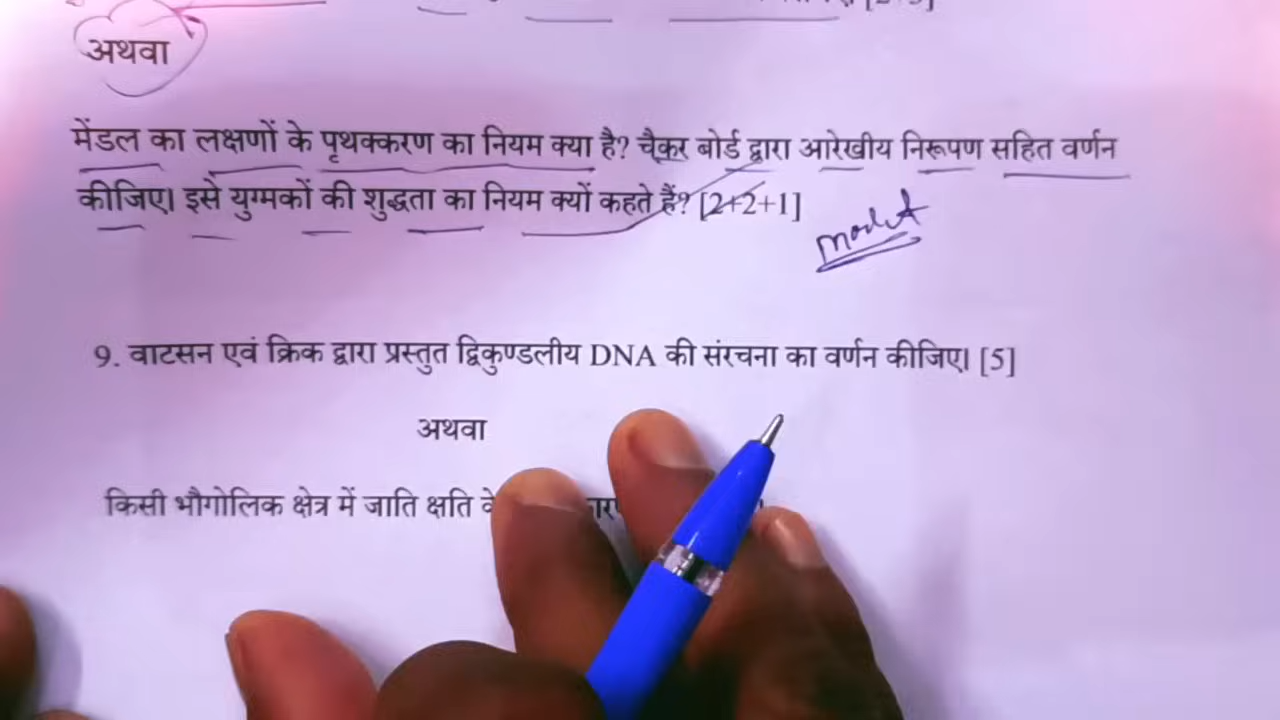 अथवा
मेंडल का लक्षणों के पृथक्करण का नियम क्या है? चैकर बोर्ड द्वारा आरेखीय निरूपण सहित वर्णन
कीजिए। इसे युग्मकों की शुद्धता का नियम क्यों कहते हैं? [2+2+1]
9. वाटसन एवं क्रिक द्वारा प्रस्तुत द्विकुण्डलीय DNA की संरचना का वर्णन कीजिए। [5]
अथवा
किसी भौगोलिक क्षेत्र में जाति क्षति